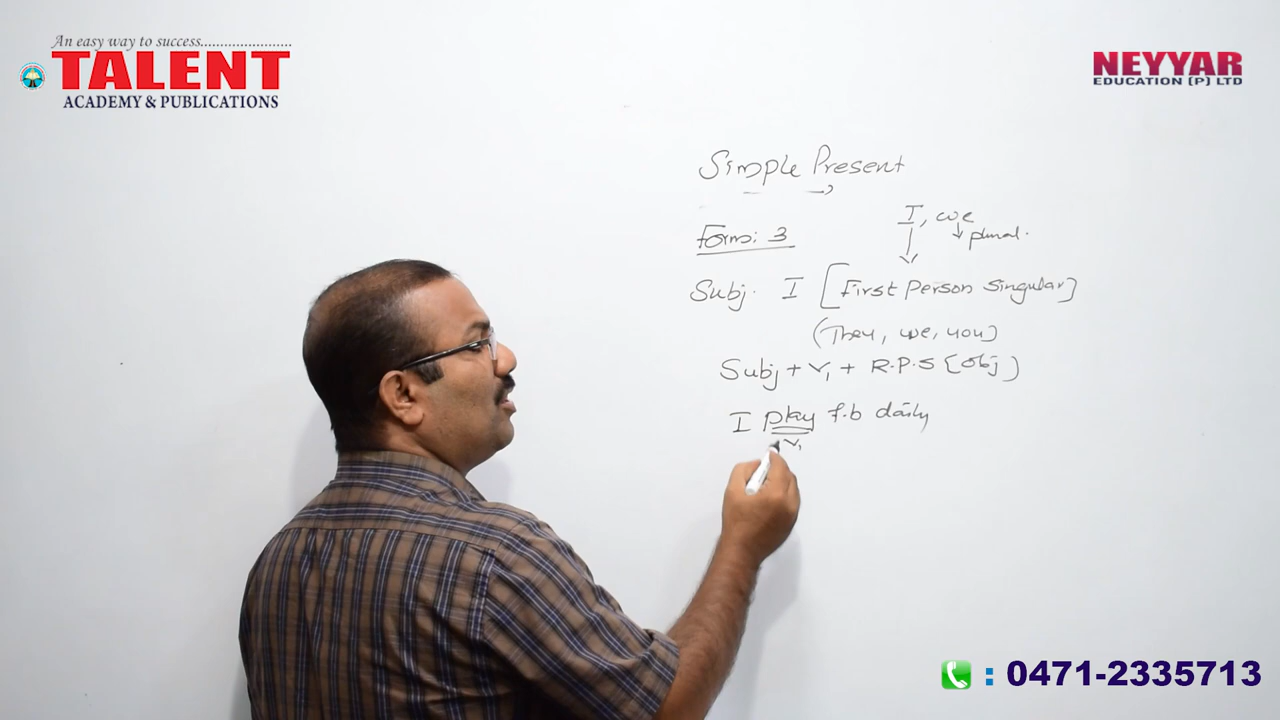 An easy way to success.......................
TALENT
ACADEMY & PUBLICATIONS
NEYYAR
EDUCATION (P) LTD
Simple Present
Form: 3
I, we
plural.
Subj. I [First Person Singular]
(They, we, you)
Subj + V1 + R.P.S [Obj]
I play f.b daily
V1
: 0471-2335713